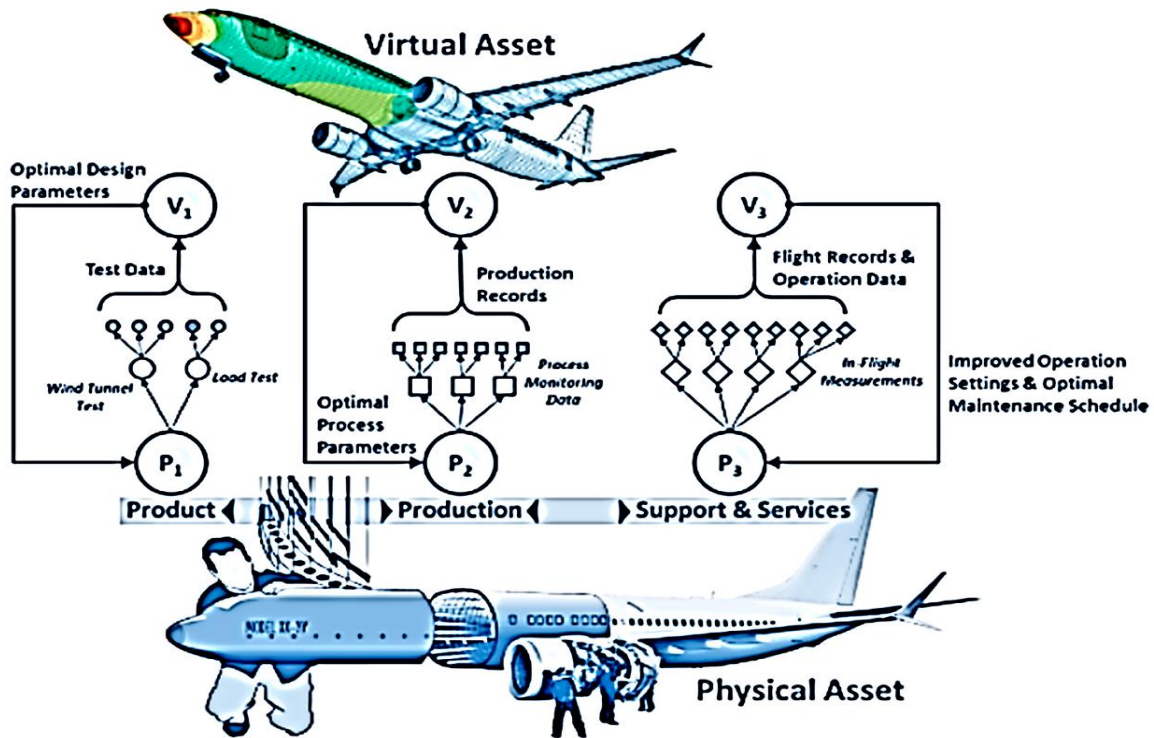 Virtual Asset
Optimal Design
Parameters
V1
V2
V3
Test Data
Production
Records
Flight Records &
Operation Data
Wind Tunnel
Test
Load Test
Process
Monitoring
Data
In-Flight
Measurements
Optimal
Process
Parameters
Improved Operation
Settings & Optimal
Maintenance Schedule
P1
P2
P3
Product
Production
Support & Services
Physical Asset